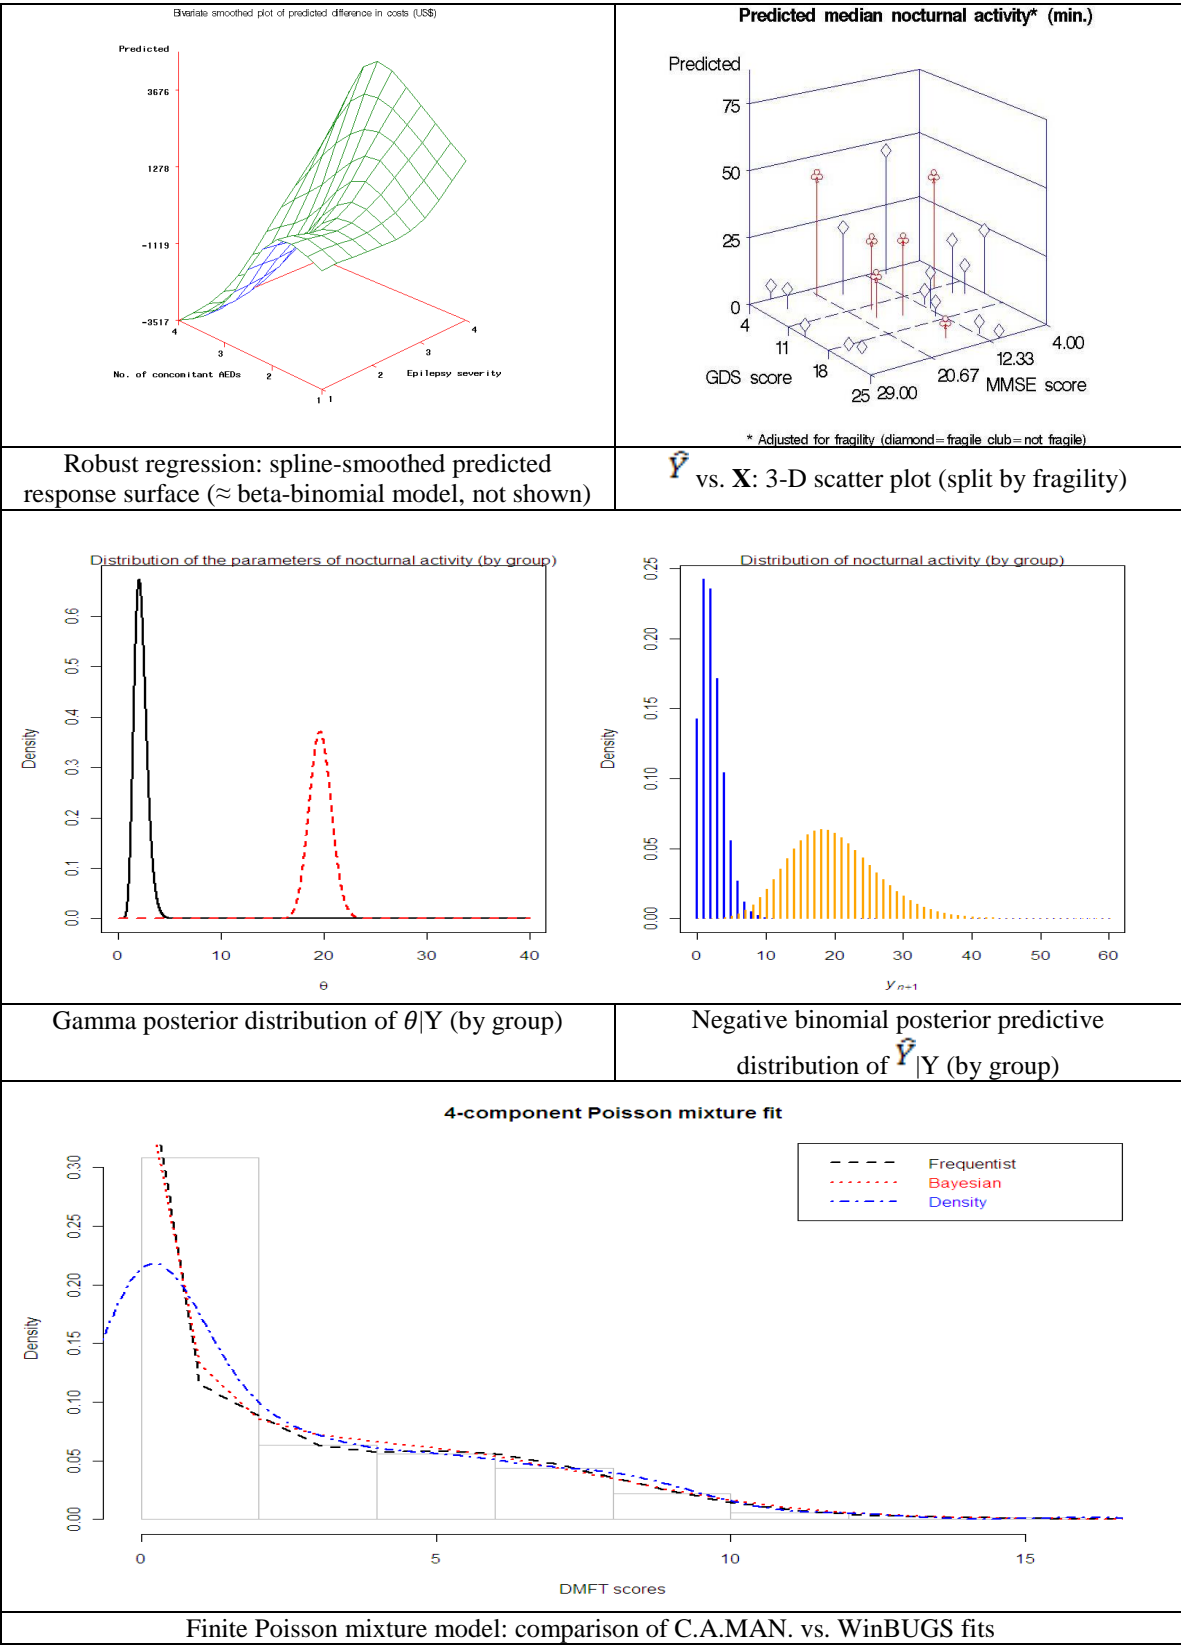 Bivariate smoothed plot of predicted difference in costs (US$)
Predicted
3676
1278
-1119
-3517
4
3
2
1
No. of concomitant AEDs
1
2
3
4
Epilepsy severity
Predicted median nocturnal activity* (min.)
Predicted
75
50
25
0
4
11
18
25
GDS score
29.00
20.67
12.33
4.00
MMSE score
* Adjusted for fragility (diamond=fragile club=not fragile)
Robust regression: spline-smoothed predicted
response surface (≈ beta-binomial model, not shown)
Ŷ vs. X: 3-D scatter plot (split by fragility)
Distribution of the parameters of nocturnal activity (by group)
Density
0.6
0.5
0.4
0.3
0.2
0.1
0.0
0 10 20 30 40
θ
Distribution of nocturnal activity (by group)
Density
0.25
0.20
0.15
0.10
0.05
0.00
0 10 20 30 40 50 60
y n+1
Gamma posterior distribution of θ|Y (by group)
Negative binomial posterior predictive
distribution of Ŷ|Y (by group)
4-component Poisson mixture fit
Frequentist
Bayesian
Density
Density
0.30
0.25
0.20
0.15
0.10
0.05
0.00
0 5 10 15
DMFT scores
Finite Poisson mixture model: comparison of C.A.MAN. vs. WinBUGS fits